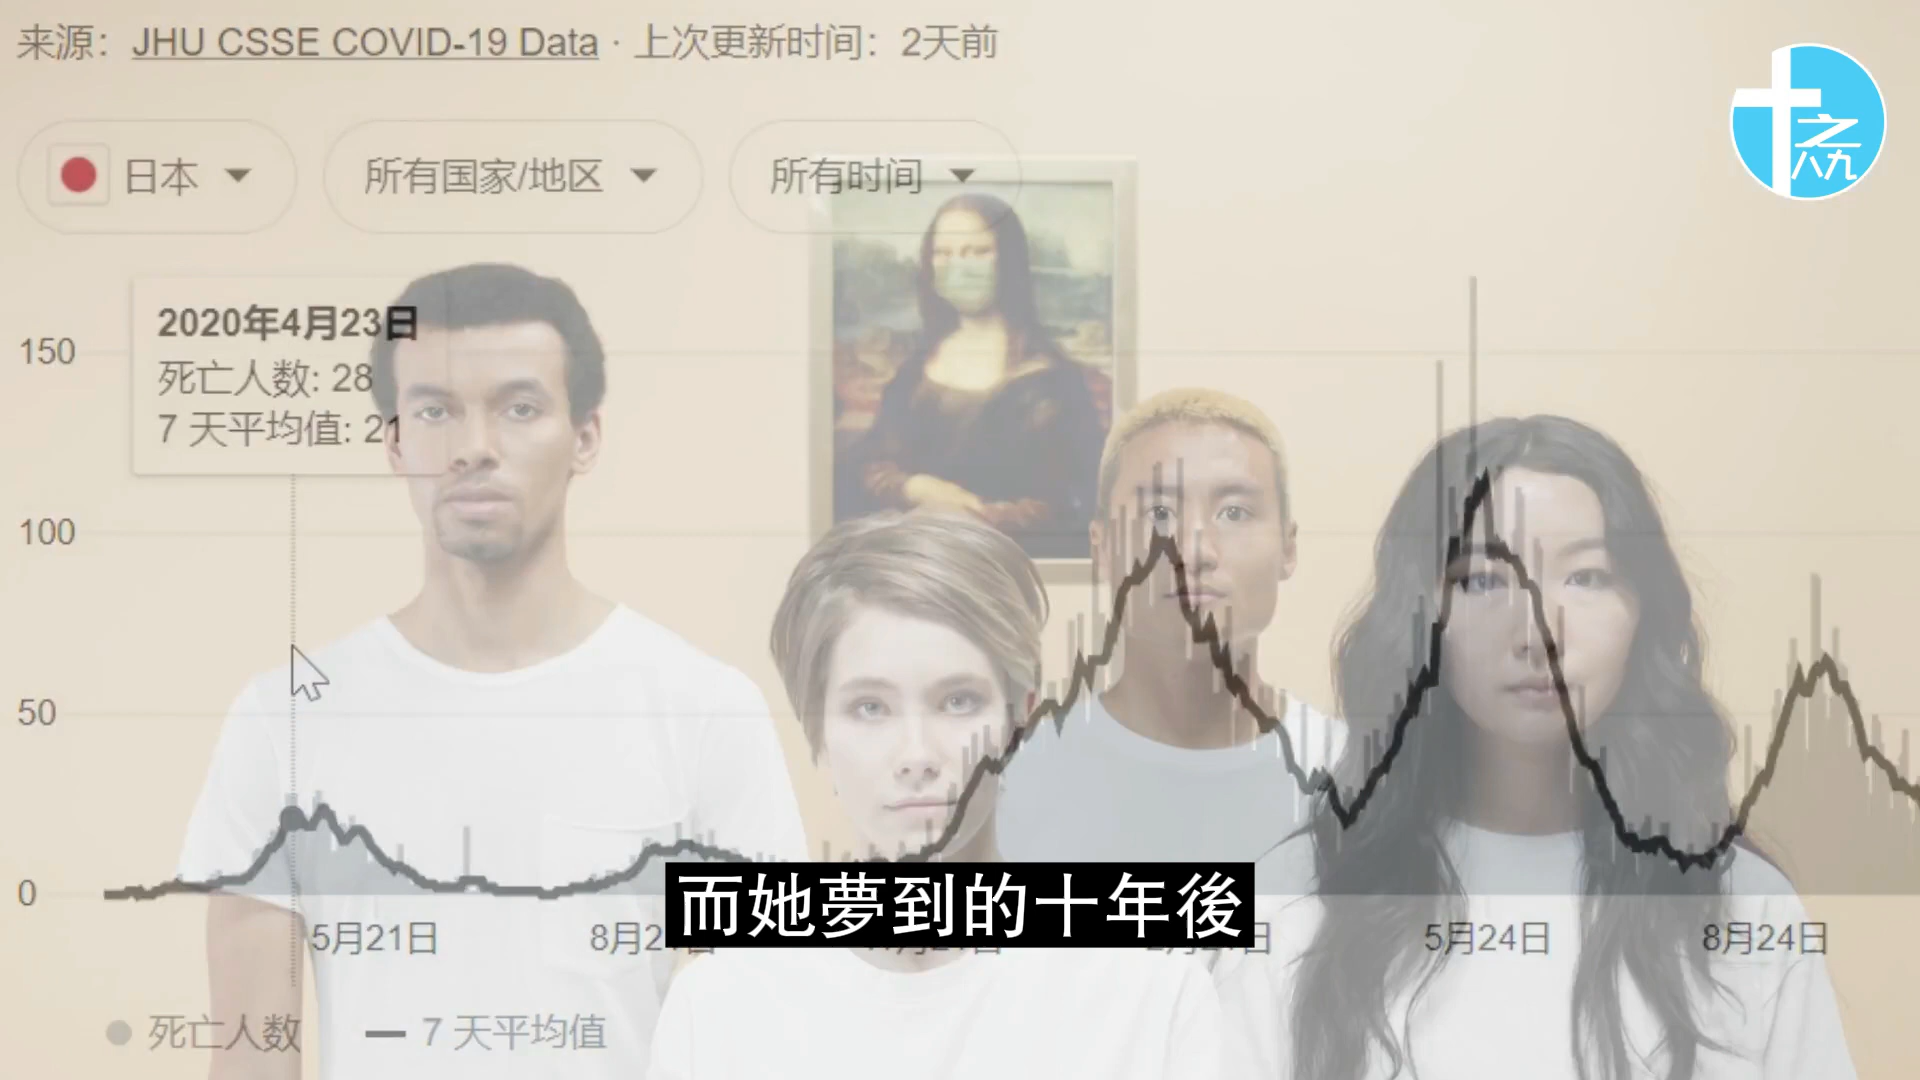 来源：JHU CSSE COVID-19 Data · 上次更新时间：2天前
十之八九
日本
所有国家/地区
所有时间
2020年4月23日
死亡人数: 28
7 天平均值: 21
150
100
50
0
而她夢到的十年後
5月21日
5月24日
8月24日
死亡人数
7 天平均值